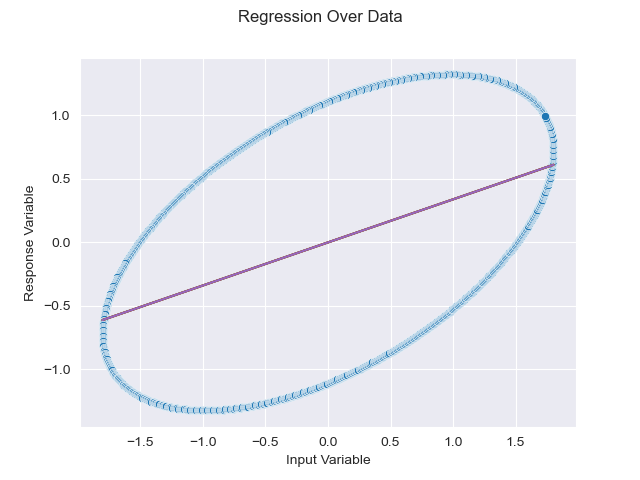 Regression Over Data
1.0
0.5
0.0
−0.5
−1.0
Response Variable
−1.5 −1.0 −0.5 0.0 0.5 1.0 1.5
Input Variable